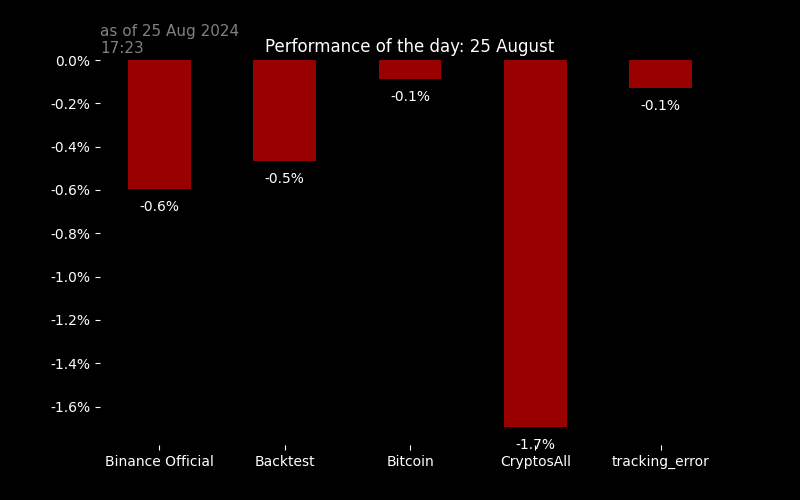 as of 25 Aug 2024
17:23
Performance of the day: 25 August
0.0%
-0.2%
-0.4%
-0.6%
-0.8%
-1.0%
-1.2%
-1.4%
-1.6%
-0.6%
-0.5%
-0.1%
-1.7%
-0.1%
Binance Official
Backtest
Bitcoin
CryptosAll
tracking_error